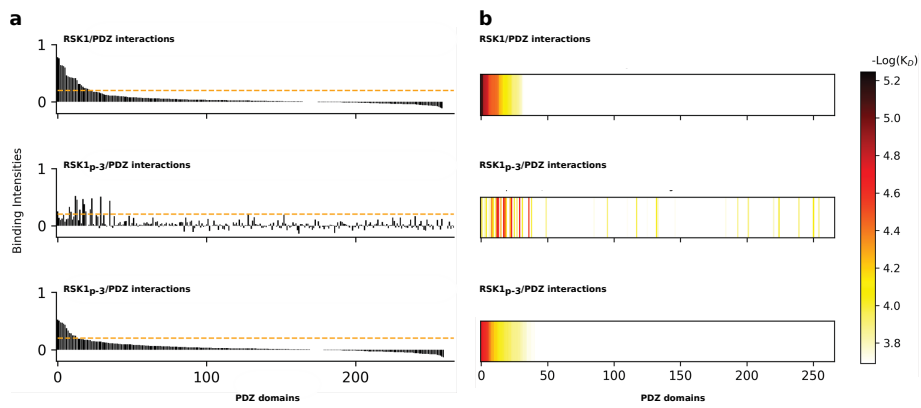 a
b
RSK1/PDZ interactions
1
0
RSK1p-3/PDZ interactions
1
0
RSK1p-3/PDZ interactions
1
0
0
100
200
PDZ domains
Binding Intensities
RSK1/PDZ interactions
RSK1p-3/PDZ interactions
RSK1p-3/PDZ interactions
0
50
100
150
200
250
PDZ domains
-Log(KD)
5.2
5.0
4.8
4.6
4.4
4.2
4.0
3.8